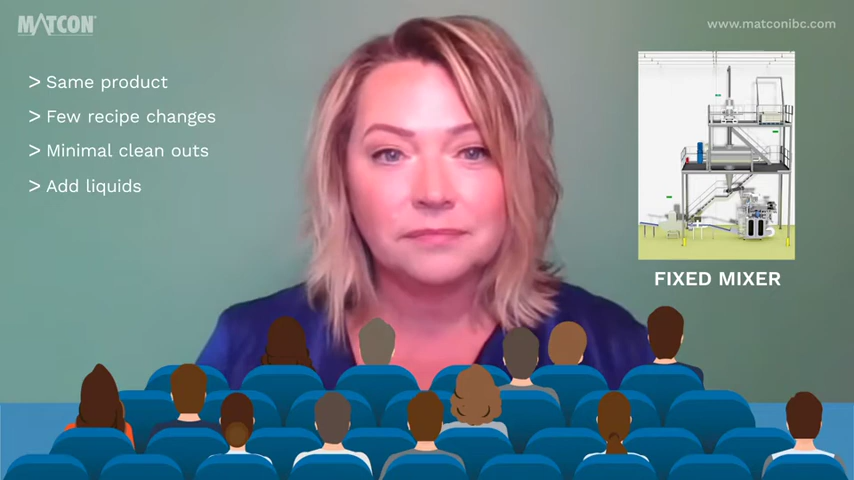 MATCON
www.matconibc.com
> Same product
> Few recipe changes
> Minimal clean outs
> Add liquids
FIXED MIXER